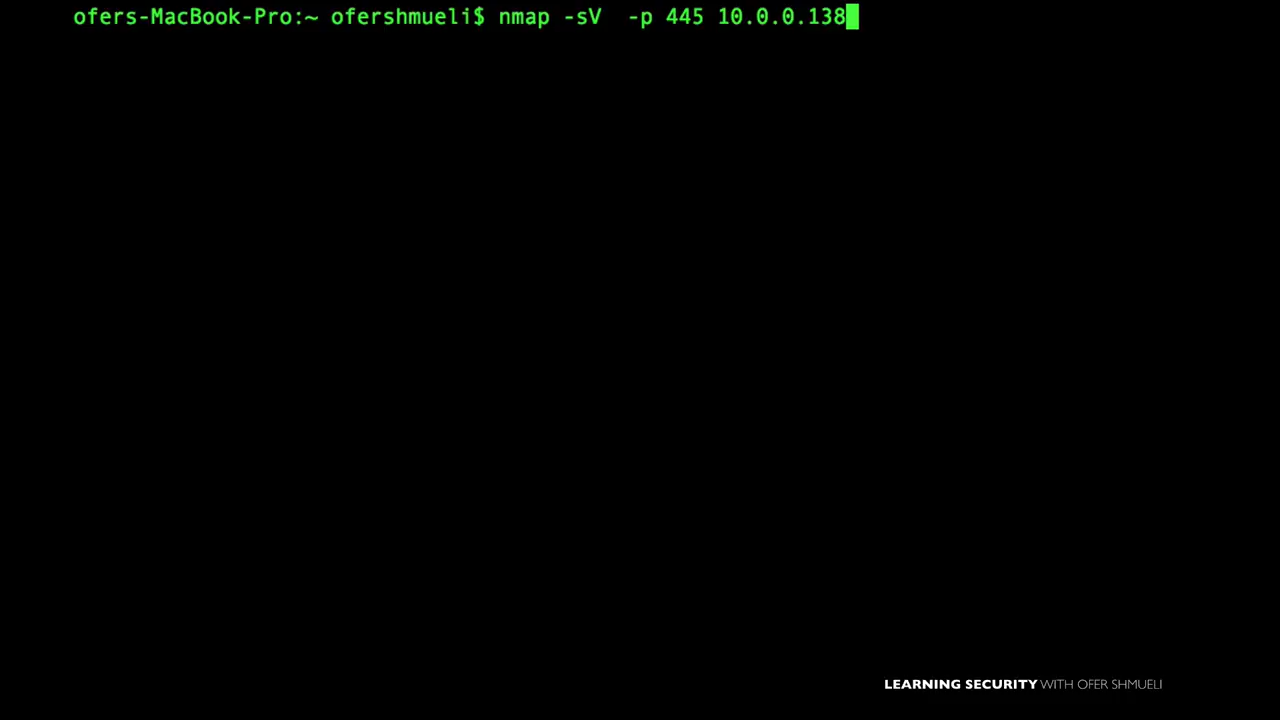 ofers-MacBook-Pro:~ ofershmueli$ nmap -sV  -p 445 10.0.0.138
LEARNING SECURITY WITH OFER SHMUELI